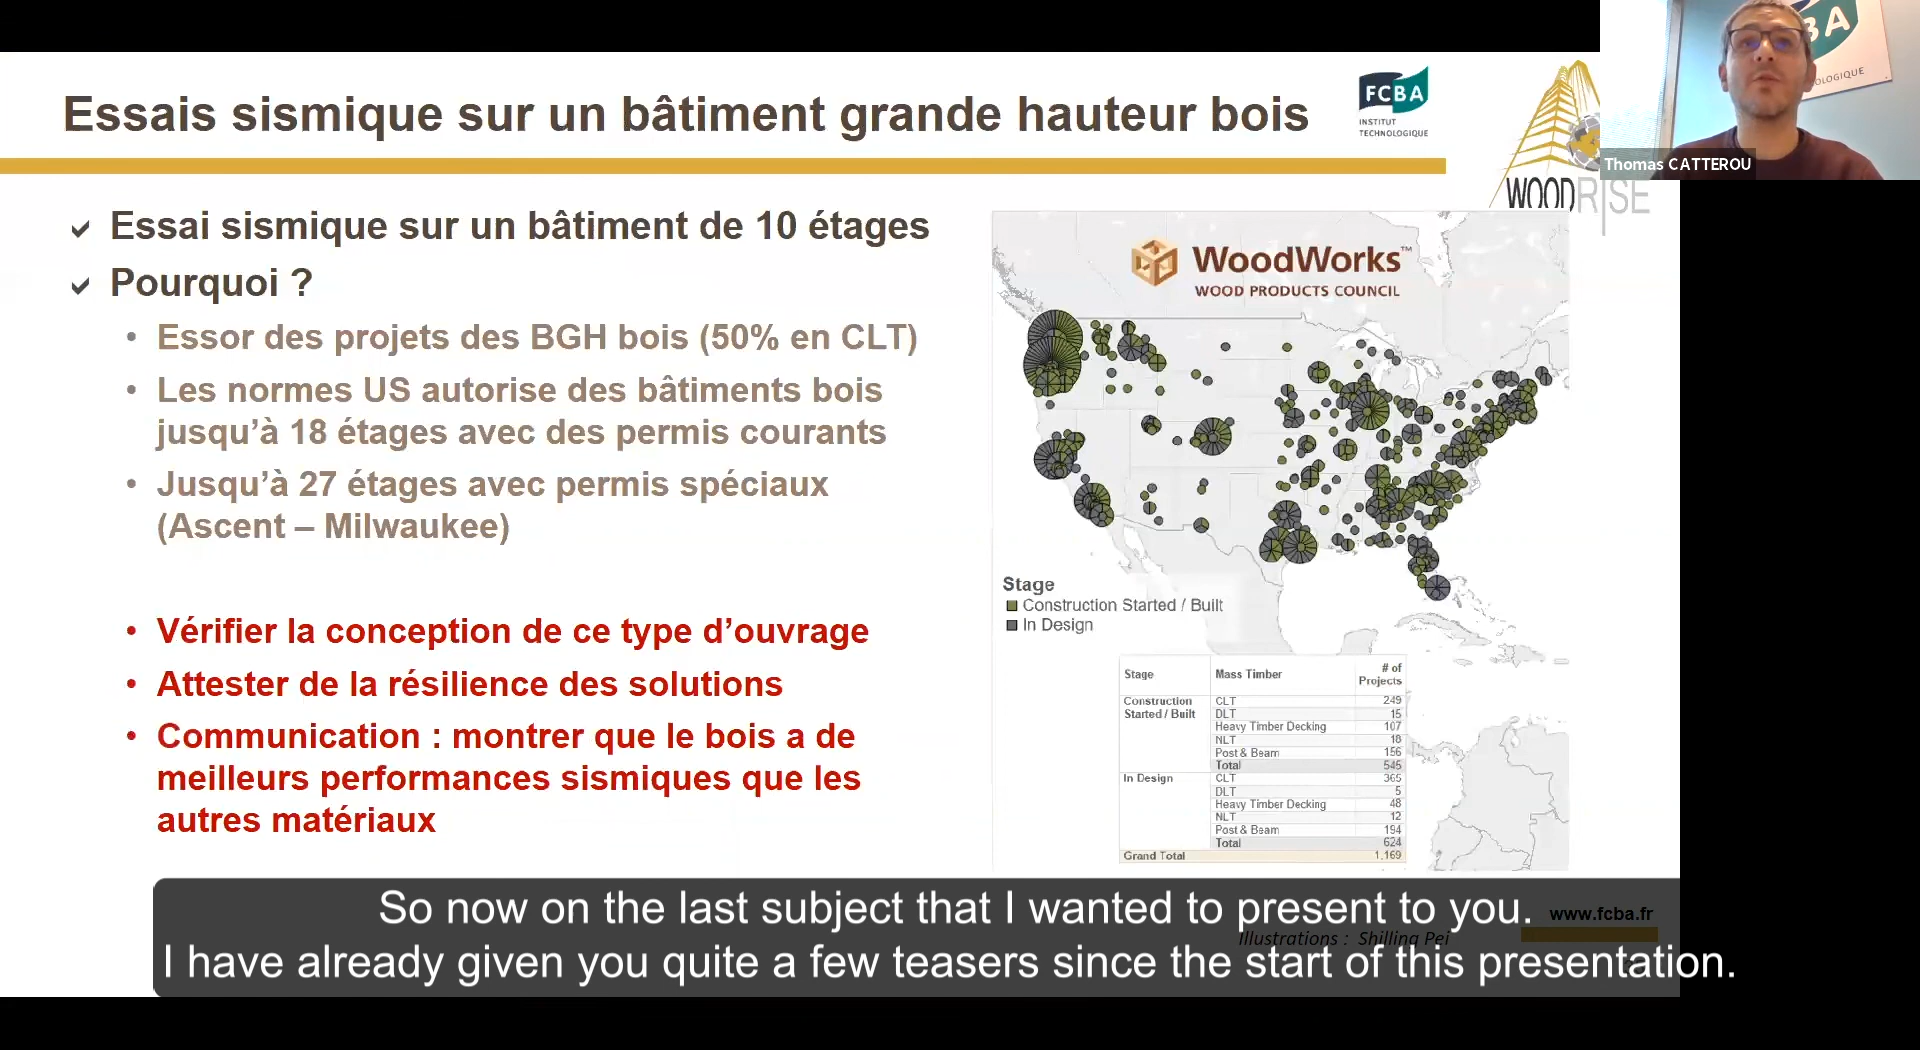 Essais sismique sur un bâtiment grande hauteur bois
FCBA
INSTITUT
TECHNOLOGIQUE
WOODRISE
BA
OLOGIQUE
Thomas CATTEROU
Essai sismique sur un bâtiment de 10 étages
Pourquoi ?
• Essor des projets des BGH bois (50% en CLT)
• Les normes US autorise des bâtiments bois
jusqu’à 18 étages avec des permis courants
• Jusqu’à 27 étages avec permis spéciaux
(Ascent – Milwaukee)
• Vérifier la conception de ce type d’ouvrage
• Attester de la résilience des solutions
• Communication : montrer que le bois a de
meilleurs performances sismiques que les
autres matériaux
WoodWorks™
WOOD PRODUCTS COUNCIL
Stage
Construction Started / Built
In Design
Stage Mass Timber # of Projects
Construction Started / Built CLT 249
DLT 15
Heavy Timber Decking 107
NLT 18
Post & Beam 156
Total 545
In Design CLT 365
DLT 5
Heavy Timber Decking 48
NLT 12
Post & Beam 194
Total 624
Grand Total 1,169
www.fcba.fr
Illustrations : Shilling Pei
So now on the last subject that I wanted to present to you.
I have already given you quite a few teasers since the start of this presentation.